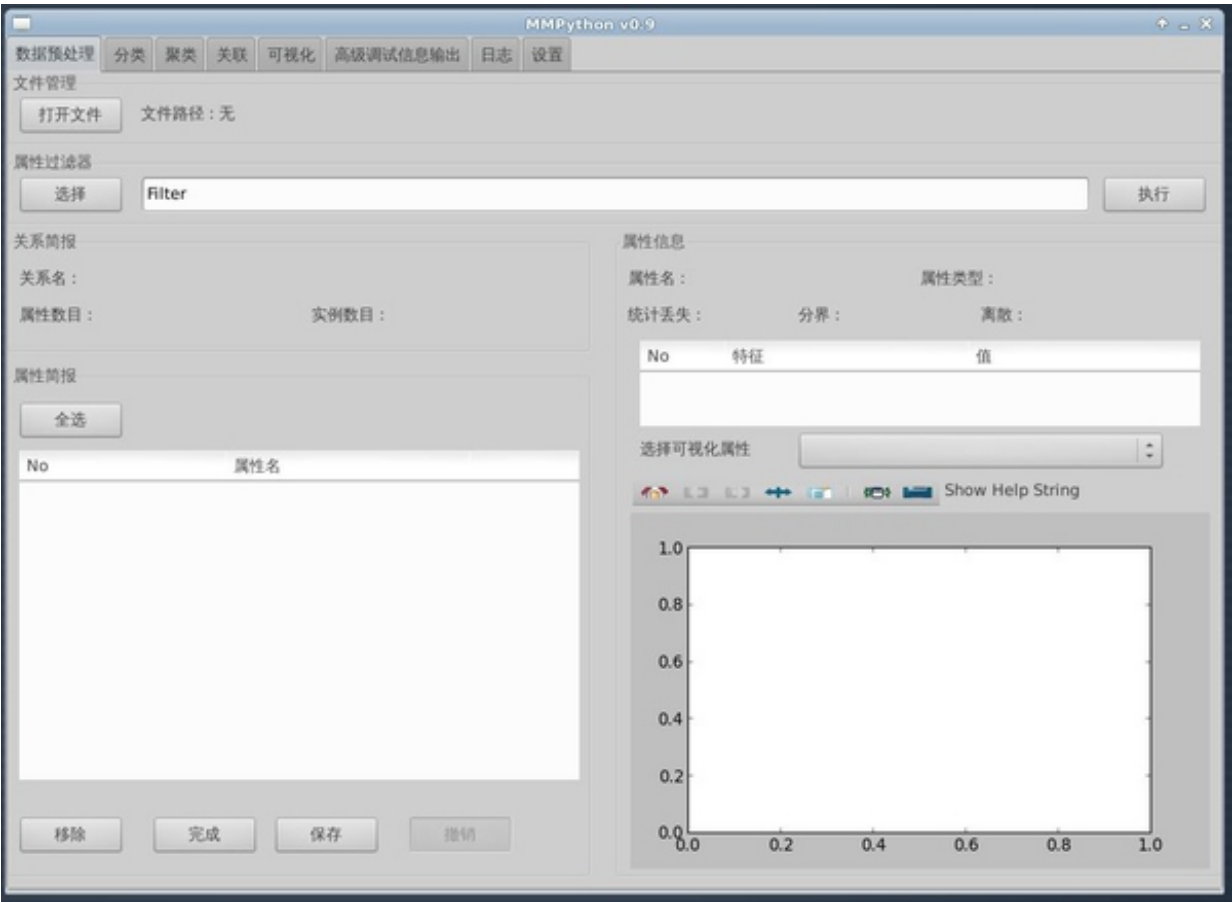 MMPython v0.9
数据预处理 分类 聚类 关联 可视化 高级调试信息输出 日志 设置
文件管理
打开文件 文件路径：无
属性过滤器
选择 Filter 执行
关系简报
关系名：
属性数目： 实例数目：
属性简报
全选
No 属性名
移除 完成 保存 撤销
属性信息
属性名： 属性类型：
统计丢失： 分界： 离散：
No 特征 值
选择可视化属性
Show Help String
1.0
0.8
0.6
0.4
0.2
0.0
0.0 0.2 0.4 0.6 0.8 1.0